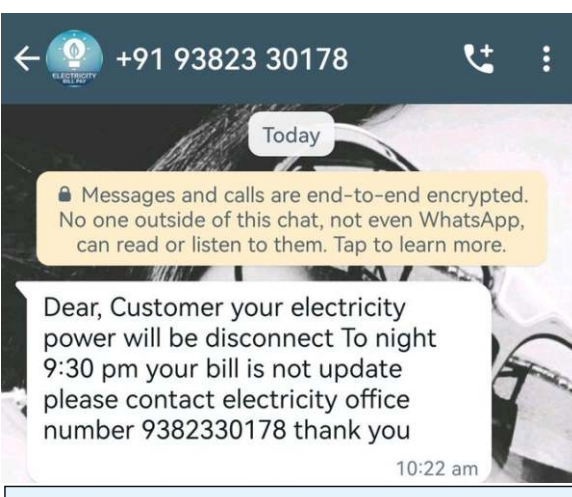 +91 93823 30178
ELECTRICITY
BILL PAY
Today
Messages and calls are end-to-end encrypted.
No one outside of this chat, not even WhatsApp,
can read or listen to them. Tap to learn more.
Dear, Customer your electricity
power will be disconnect To night
9:30 pm your bill is not update
please contact electricity office
number 9382330178 thank you
10:22 am